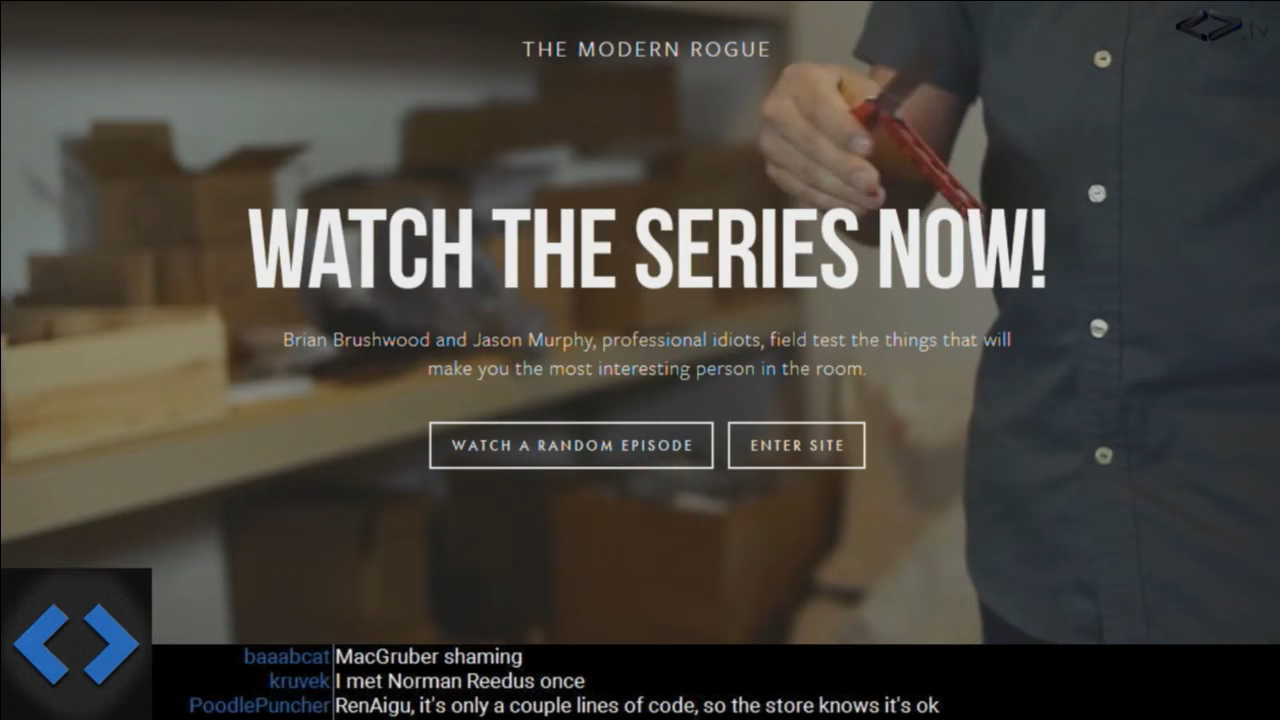 THE MODERN ROGUE
WATCH THE SERIES NOW!
Brian Brushwood and Jason Murphy, professional idiots, field test the things that will
make you the most interesting person in the room.
WATCH A RANDOM EPISODE
ENTER SITE
baaabcat MacGruber shaming
kruvek I met Norman Reedus once
PoodlePuncher RenAigu, it's only a couple lines of code, so the store knows it's ok